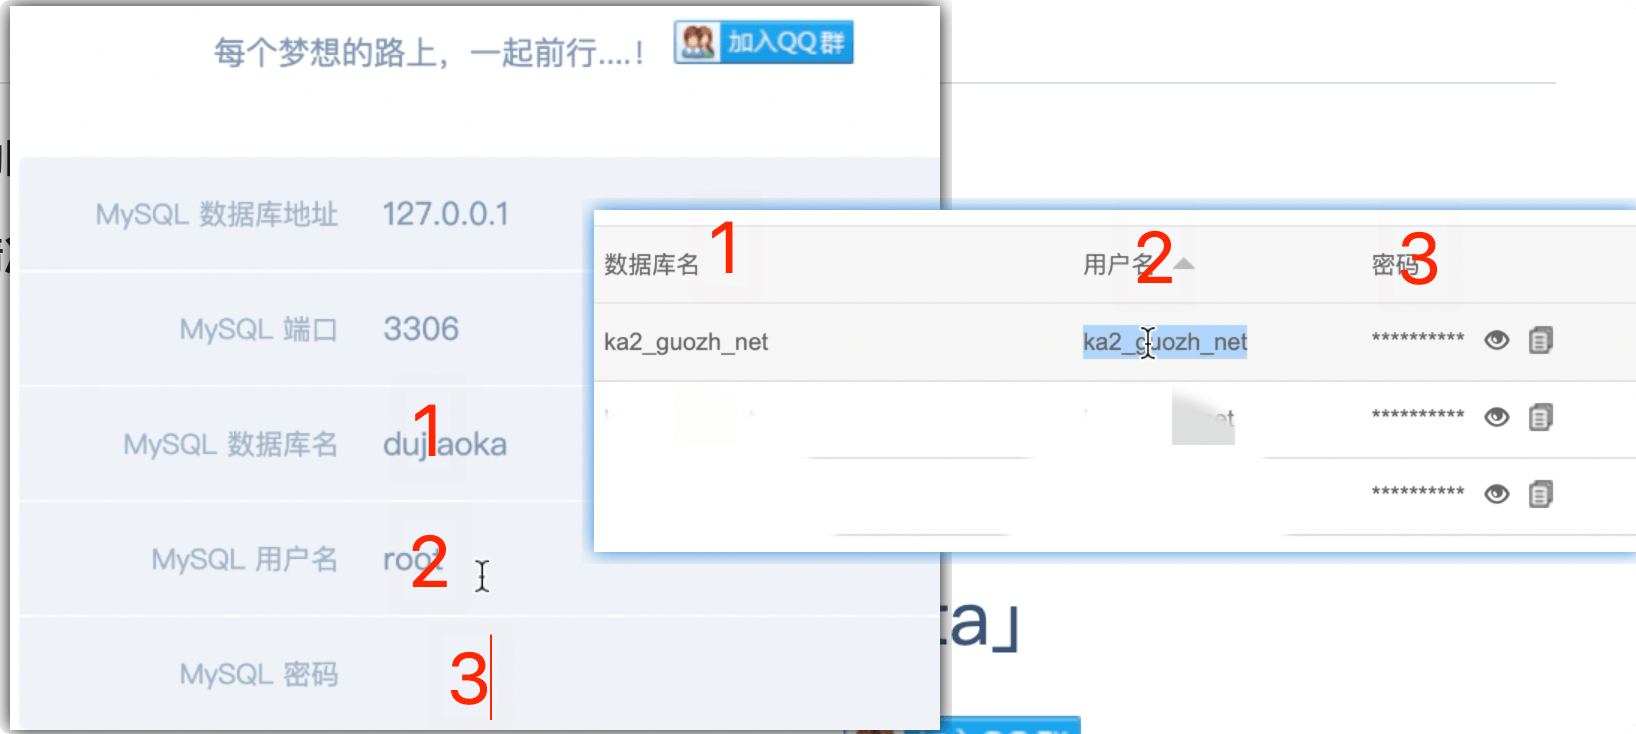 每个梦想的路上，一起前行....！
加入QQ群
MySQL 数据库地址 127.0.0.1
MySQL 端口 3306
MySQL 数据库名 dujiaoka
1
MySQL 用户名 root
2
MySQL 密码
3
数据库名 1 用户名 2 密码 3
ka2_guozh_net ka2_guozh_net **********
et **********
**********
ta」